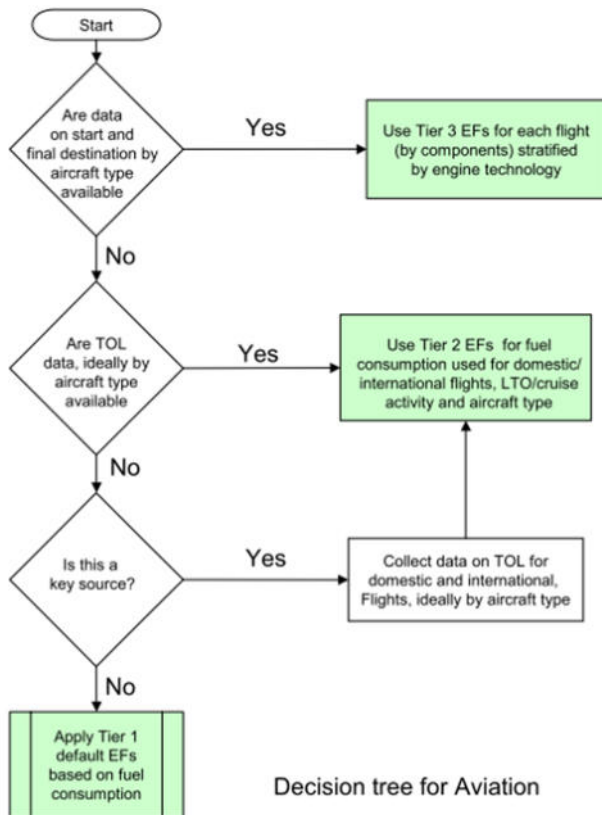 Start
Are data
on start and
final destination by
aircraft type
available
Yes
Use Tier 3 EFs for each flight
(by components) stratified
by engine technology
No
Are TOL
data, ideally by
aircraft type
available
Yes
Use Tier 2 EFs for fuel
consumption used for domestic/
international flights, LTO/cruise
activity and aircraft type
No
Is this a
key source?
Yes
Collect data on TOL for
domestic and international,
Flights, ideally by aircraft type
No
Apply Tier 1
default EFs
based on fuel
consumption
Decision tree for Aviation